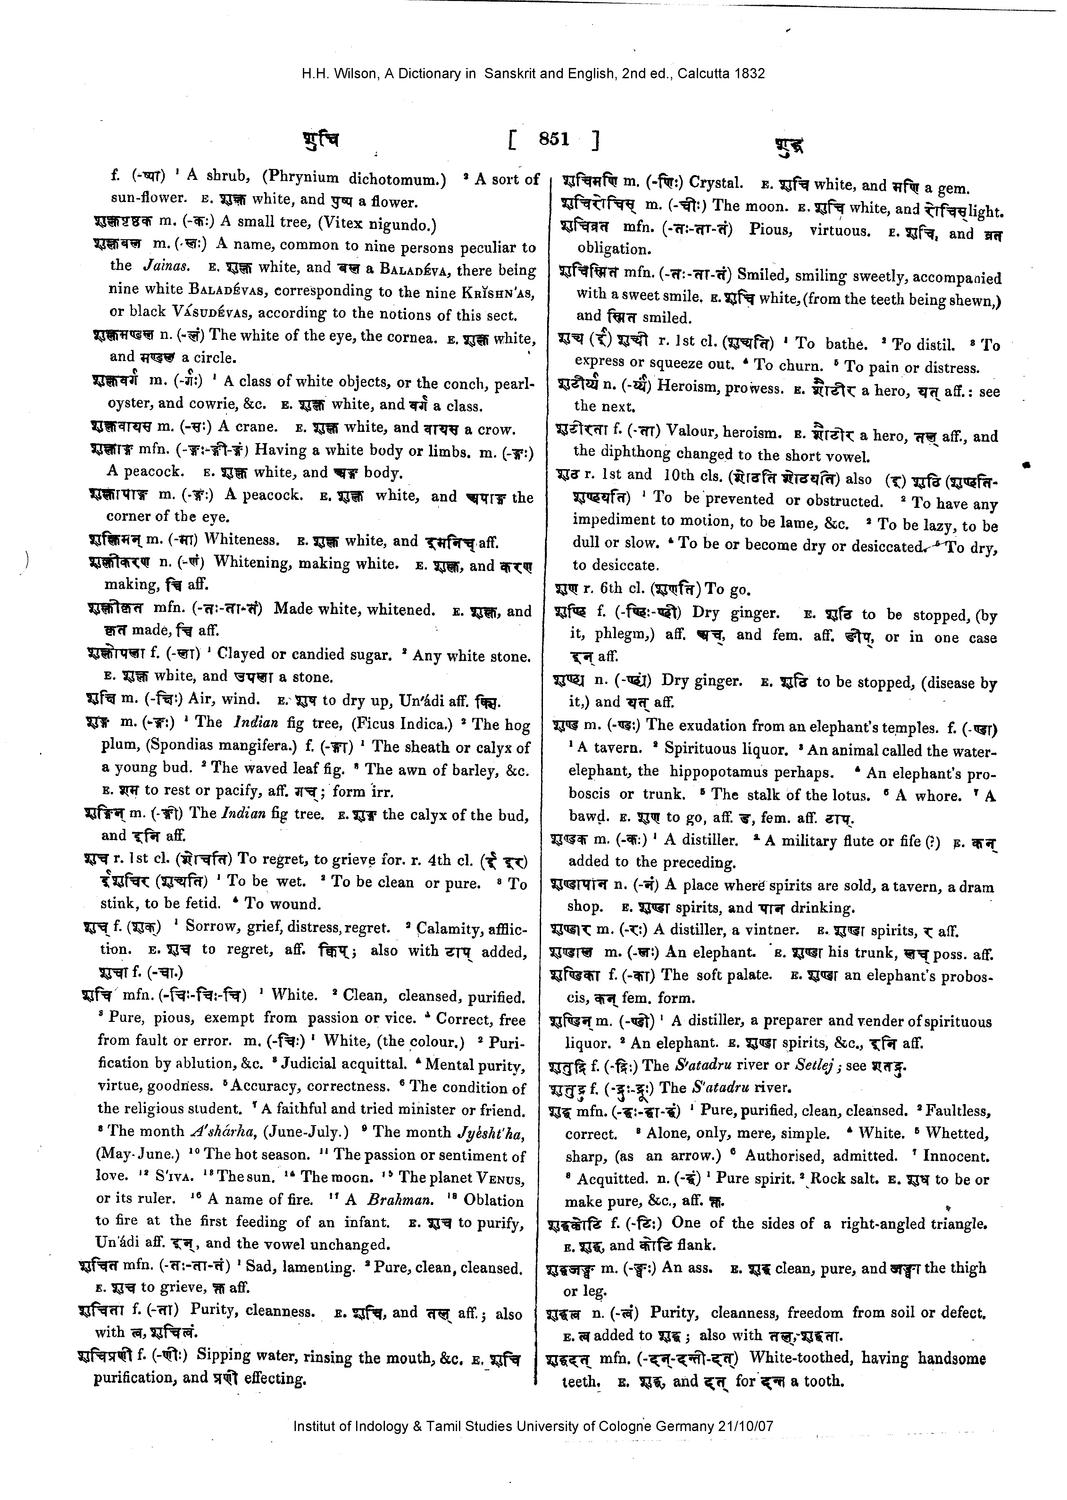 H.H. Wilson, A Dictionary in Sanskrit and English, 2nd ed., Calcutta 1832
शुचि [ 851 ] शुद्ध
f. (-ष्पा) ¹ A shrub, (Phrynium dichotomum.) ² A sort of
sun-flower. E. शुक्ल white, and पुष्प a flower.
शुक्लपृष्ठक m. (-कः) A small tree, (Vitex nigundo.)
शुक्लबल m. (-लः) A name, common to nine persons peculiar to
the Jainas. E. शुक्ल white, and बल a BALADÉVA, there being
nine white BALADÉVAS, corresponding to the nine KRĬSHN'AS,
or black VÁSUDÉVAS, according to the notions of this sect.
शुक्लमण्डल n. (-लं) The white of the eye, the cornea. E. शुक्ल white,
and मण्डल a circle.
शुक्लवर्ग m. (-र्गः) ¹ A class of white objects, or the conch, pearl-
oyster, and cowrie, &c. E. शुक्ल white, and वर्ग a class.
शुक्लवायस m. (-सः) A crane. E. शुक्ल white, and वायस a crow.
शुक्लाङ्ग mfn. (-ङ्गः-ङ्गी-ङ्गं) Having a white body or limbs. m. (-ङ्गः)
A peacock. E. शुक्ल white, and अङ्ग body.
शुक्लापाङ्ग m. (-ङ्गः) A peacock. E. शुक्ल white, and अपाङ्ग the
corner of the eye.
शुक्लिमन् m. (-मा) Whiteness. E. शुक्ल white, and इमनिच् aff.
शुक्लीकरण n. (-णं) Whitening, making white. E. शुक्ल, and करण
making, च्वि aff.
शुक्लीकृत mfn. (-तः-ता-तं) Made white, whitened. E. शुक्ल, and
कृत made, च्वि aff.
शुक्लोपला f. (-ला) ¹ Clayed or candied sugar. ² Any white stone.
E. शुक्ल white, and उपला a stone.
शुक्षि m. (-क्षिः) Air, wind. E. शुष to dry up, Un'ádi aff. क्सि.
शुङ्ग m. (-ङ्गः) ¹ The Indian fig tree, (Ficus Indica.) ² The hog
plum, (Spondias mangifera.) f. (-ङ्गा) ¹ The sheath or calyx of
a young bud. ² The waved leaf fig. ³ The awn of barley, &c.
E. शम to rest or pacify, aff. गच्; form irr.
शुङ्गिन् m. (-ङ्गी) The Indian fig tree. E. शुङ्ग the calyx of the bud,
and इनि aff.
शुच r. 1st cl. (शोचति) To regret, to grieve for. r. 4th cl. (ई इर)
ईशुचिर (शुच्यति) ¹ To be wet. ² To be clean or pure. ³ To
stink, to be fetid. ⁴ To wound.
शुच् f. (शुक्) ¹ Sorrow, grief, distress, regret. ² Calamity, afflic-
tion. E. शुच to regret, aff. क्विप्; also with टाप् added,
शुचा f. (-चा.)
शुचि mfn. (-चिः-चिः-चि) ¹ White. ² Clean, cleansed, purified.
³ Pure, pious, exempt from passion or vice. ⁴ Correct, free
from fault or error. m. (-चिः) ¹ White, (the colour.) ² Puri-
fication by ablution, &c. ³ Judicial acquittal. ⁴ Mental purity,
virtue, goodness. ⁵ Accuracy, correctness. ⁶ The condition of
the religious student. ⁷ A faithful and tried minister or friend.
⁸ The month A'shárha, (June-July.) ⁹ The month Jyésht'ha,
(May-June.) ¹⁰ The hot season. ¹¹ The passion or sentiment of
love. ¹² S'IVA. ¹³ The sun. ¹⁴ The moon. ¹⁵ The planet VENUS,
or its ruler. ¹⁶ A name of fire. ¹⁷ A Brahman. ¹⁸ Oblation
to fire at the first feeding of an infant. E. शुच to purify,
Un'ádi aff. इन्, and the vowel unchanged.
शुचित mfn. (-तः-ता-तं) ¹ Sad, lamenting. ² Pure, clean, cleansed.
E. शुच to grieve, क्त aff.
शुचिता f. (-ता) Purity, cleanness. E. शुचि, and तल् aff.; also
with त्व, शुचित्वं.
शुचिप्रणी f. (-णीः) Sipping water, rinsing the mouth, &c. E. शुचि
purification, and प्रणी effecting.
शुचिमणि m. (-णिः) Crystal. E. शुचि white, and मणि a gem.
शुचिरोचिस् m. (-चीः) The moon. E. शुचि white, and रोचिस् light.
शुचिव्रत mfn. (-तः-ता-तं) Pious, virtuous. E. शुचि, and व्रत
obligation.
शुचिस्मित mfn. (-तः-ता-तं) Smiled, smiling sweetly, accompanied
with a sweet smile. E. शुचि white, (from the teeth being shewn,)
and स्मित smiled.
शुच्य (ई) शुच्यी r. 1st cl. (शुच्यति) ¹ To bathe. ² To distil. ³ To
express or squeeze out. ⁴ To churn. ⁵ To pain or distress.
शुटीर्य्य n. (-र्य्यं) Heroism, prowess. E. शौटीर a hero, यत् aff.: see
the next.
शुटीरता f. (-ता) Valour, heroism. E. शौटीर a hero, तल् aff., and
the diphthong changed to the short vowel.
शुठ r. 1st and 10th cls. (शोठति शोठयति) also (इ) शुठि (शुण्ठति-
शुण्ठयति) ¹ To be prevented or obstructed. ² To have any
impediment to motion, to be lame, &c. ³ To be lazy, to be
dull or slow. ⁴ To be or become dry or desiccated. ⁵ To dry,
to desiccate.
शुण r. 6th cl. (शुणति) To go.
शुण्ठि f. (-ण्ठिः-ण्ठी) Dry ginger. E. शुठि to be stopped, (by
it, phlegm,) aff. अच्, and fem. aff. ङीप्, or in one case
इन् aff.
शुण्ठ्य n. (-ण्ठ्यं) Dry ginger. E. शुठि to be stopped, (disease by
it,) and यत् aff.
शुण्ड m. (-ण्डः) The exudation from an elephant's temples. f. (-ण्डा)
¹ A tavern. ² Spirituous liquor. ³ An animal called the water-
elephant, the hippopotamus perhaps. ⁴ An elephant's pro-
boscis or trunk. ⁵ The stalk of the lotus. ⁶ A whore. ⁷ A
bawd. E. शुण to go, aff. ड, fem. aff. टाप्.
शुण्डक m. (-कः) ¹ A distiller. ² A military flute or fife (?) E. कन्
added to the preceding.
शुण्डापान n. (-नं) A place where spirits are sold, a tavern, a dram
shop. E. शुण्डा spirits, and पान drinking.
शुण्डार m. (-रः) A distiller, a vintner. E. शुण्डा spirits, र aff.
शुण्डाल m. (-लः) An elephant. E. शुण्डा his trunk, लच् poss. aff.
शुण्डिका f. (-का) The soft palate. E. शुण्डा an elephant's probos-
cis, कन् fem. form.
शुण्डिन् m. (-ण्डी) ¹ A distiller, a preparer and vender of spirituous
liquor. ² An elephant. E. शुण्डा spirits, &c., इनि aff.
शुतुद्रि f. (-द्रिः) The S'atadru river or Setlej; see शतद्रु.
शुतुद्रु f. (-द्रुः-द्रूः) The S'atadru river.
शुद्ध mfn. (-द्धः-द्धा-द्धं) ¹ Pure, purified, clean, cleansed. ² Faultless,
correct. ³ Alone, only, mere, simple. ⁴ White. ⁵ Whetted,
sharp, (as an arrow.) ⁶ Authorised, admitted. ⁷ Innocent.
⁸ Acquitted. n. (-द्धं) ¹ Pure spirit. ² Rock salt. E. शुध to be or
make pure, &c., aff. क्त.
शुद्धकोटि f. (-टिः) One of the sides of a right-angled triangle.
E. शुद्ध, and कोटि flank.
शुद्धजङ्घ m. (-ङ्घः) An ass. E. शुद्ध clean, pure, and जङ्घा the thigh
or leg.
शुद्धत्व n. (-त्वं) Purity, cleanness, freedom from soil or defect.
E. त्व added to शुद्ध; also with तल्, शुद्धता.
शुद्धदत् mfn. (-दन्-दन्ती-दत्) White-toothed, having handsome
teeth. E. शुद्ध, and दत् for दन्त a tooth.
Institut of Indology & Tamil Studies University of Cologne Germany 21/10/07